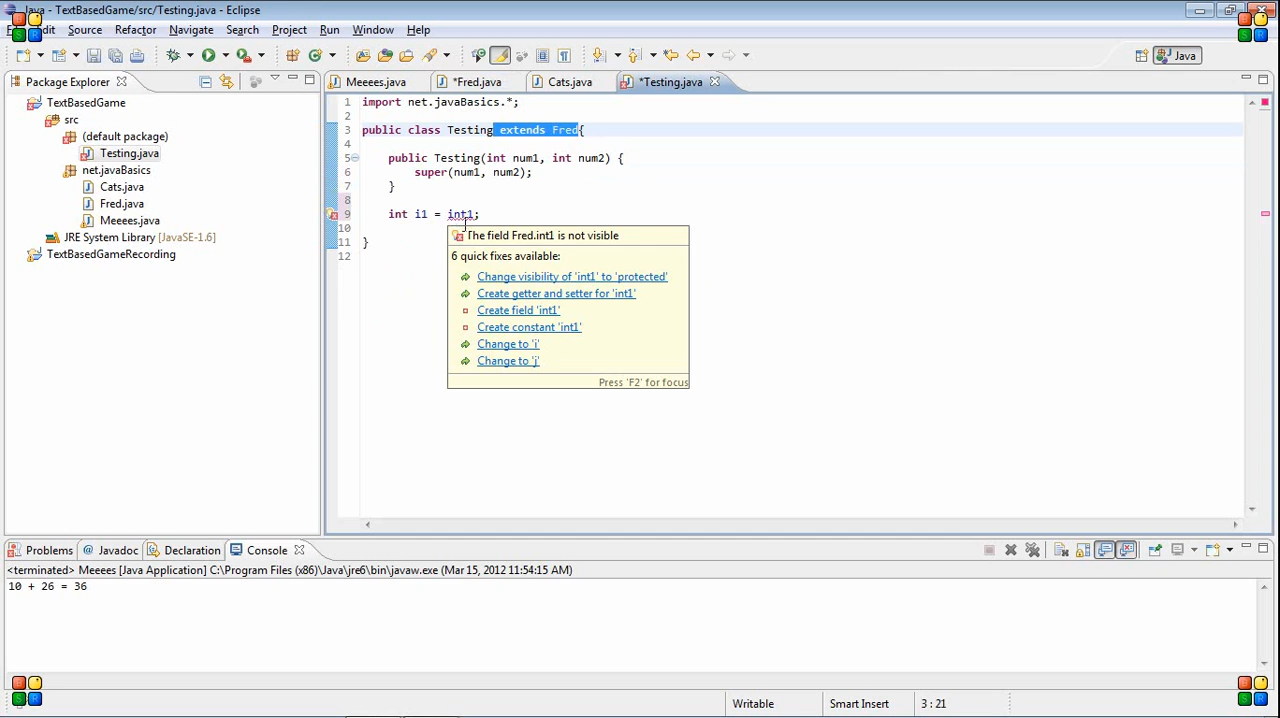 Java - TextBasedGame/src/Testing.java - Eclipse
Edit Source Refactor Navigate Search Project Run Window Help
Java
Package Explorer
Meeees.java *Fred.java Cats.java *Testing.java
TextBasedGame
src
(default package)
Testing.java
net.javaBasics
Cats.java
Fred.java
Meeees.java
JRE System Library [JavaSE-1.6]
TextBasedGameRecording
1 import net.javaBasics.*;
2
3 public class Testing extends Fred{
4
5 public Testing(int num1, int num2) {
6 super(num1, num2);
7 }
8
9 int i1 = int1;
10
11 }
12
The field Fred.int1 is not visible
6 quick fixes available:
Change visibility of 'int1' to 'protected'
Create getter and setter for 'int1'
Create field 'int1'
Create constant 'int1'
Change to 'i'
Change to 'j'
Press 'F2' for focus
Problems Javadoc Declaration Console
<terminated> Meeees [Java Application] C:\Program Files (x86)\Java\jre6\bin\javaw.exe (Mar 15, 2012 11:54:15 AM)
10 + 26 = 36
Writable Smart Insert 3 : 21